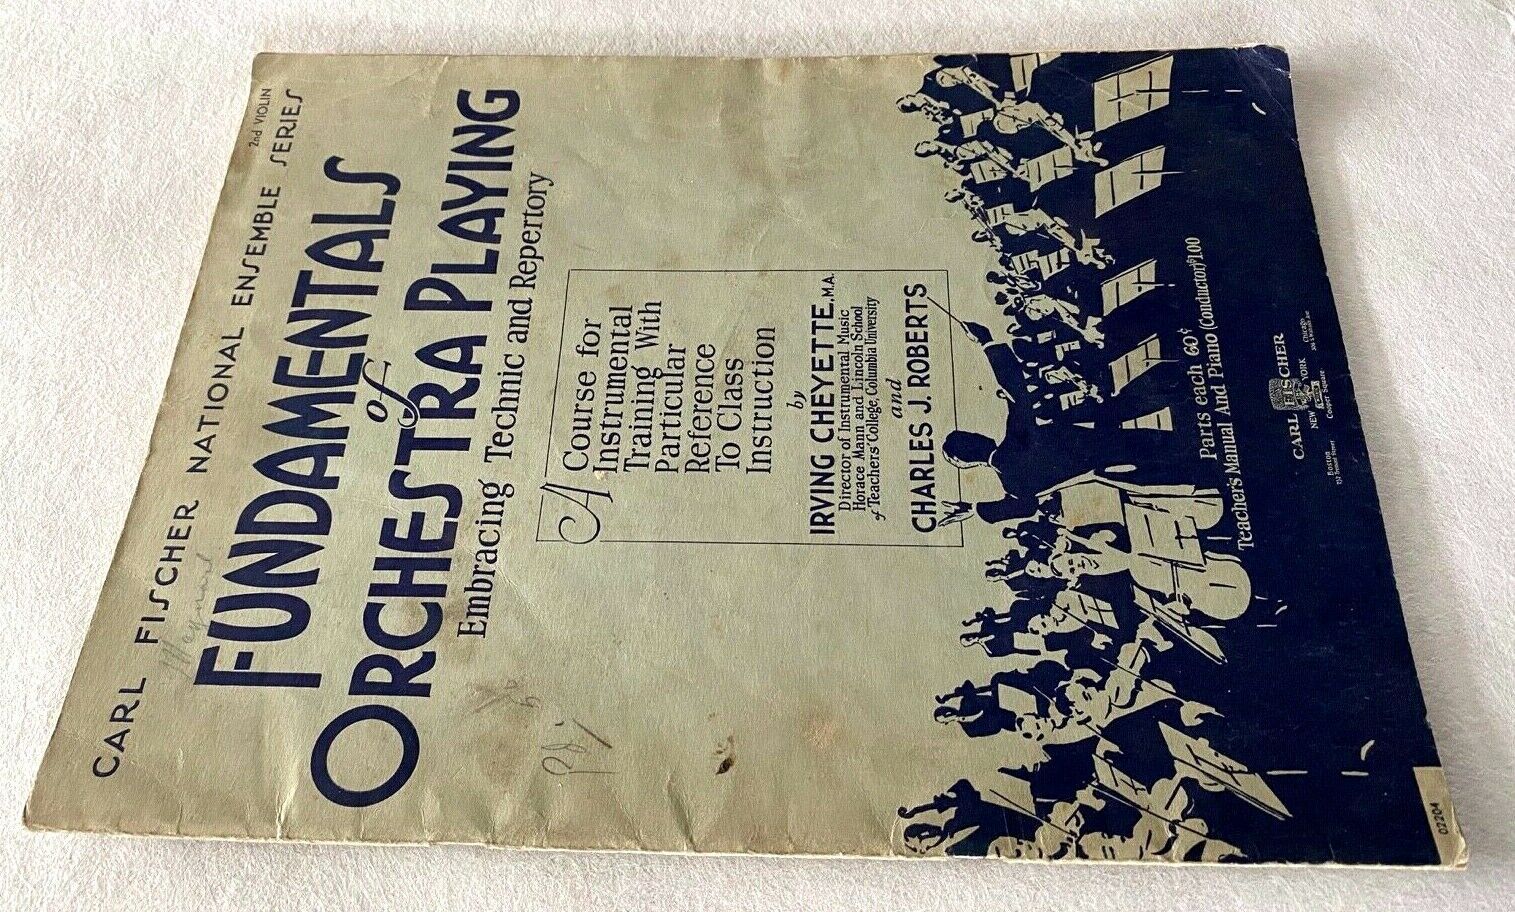 2nd VIOLIN
CARL FISCHER NATIONAL ENSEMBLE SERIES
FUNDAMENTALS
of
ORCHESTRA PLAYING
Embracing Technic and Repertory
A Course for
Instrumental
Training With
Particular
Reference
To Class
Instruction
by
IRVING CHEYETTE, M.A.
Director of Instrumental Music
Horace Mann and Lincoln School
of Teachers' College, Columbia University
and
CHARLES J. ROBERTS
Parts each 60¢
Teacher's Manual And Piano (Conductor) $1.00
CARL FISCHER
NEW YORK
Cooper Square
Boston
Chicago
02204